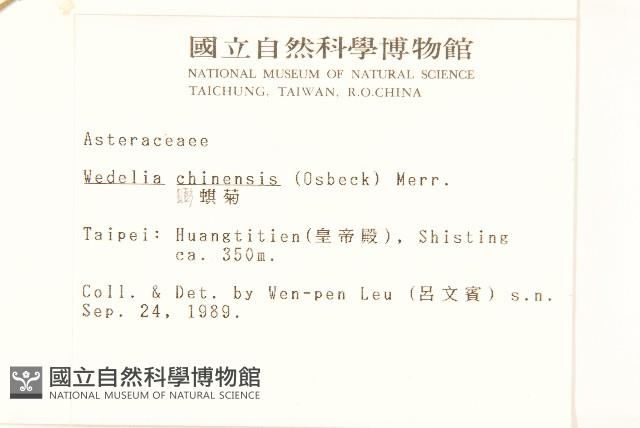 國立自然科學博物館
NATIONAL MUSEUM OF NATURAL SCIENCE
TAICHUNG, TAIWAN, R.O.CHINA
Asteraceaee
Wedelia chinensis (Osbeck) Merr.
蟛蜞菊
Taipei: Huangtitien(皇帝殿), Shisting
ca. 350m.
Coll. & Det. by Wen-pen Leu (呂文賓) s.n.
Sep. 24, 1989.
國立自然科學博物館
NATIONAL MUSEUM OF NATURAL SCIENCE